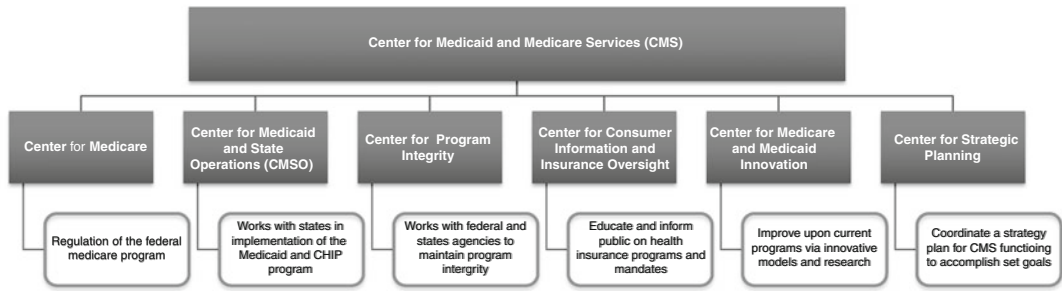 Center for Medicaid and Medicare Services (CMS)
Center for Medicare
Center for Medicaid
and State
Operations (CMSO)
Center for Program
Integrity
Center for Consumer
Information and
Insurance Oversight
Center for Medicare
and Medicaid
Innovation
Center for Strategic
Planning
Regulation of the federal
medicare program
Works with states in
implementation of the
Medicaid and CHIP
program
Works with federal and
states agencies to
maintain program
intergrity
Educate and inform
public on health
insurance programs and
mandates
Improve upon current
programs via innovative
models and research
Coordinate a strategy
plan for CMS functioing
to accomplish set goals